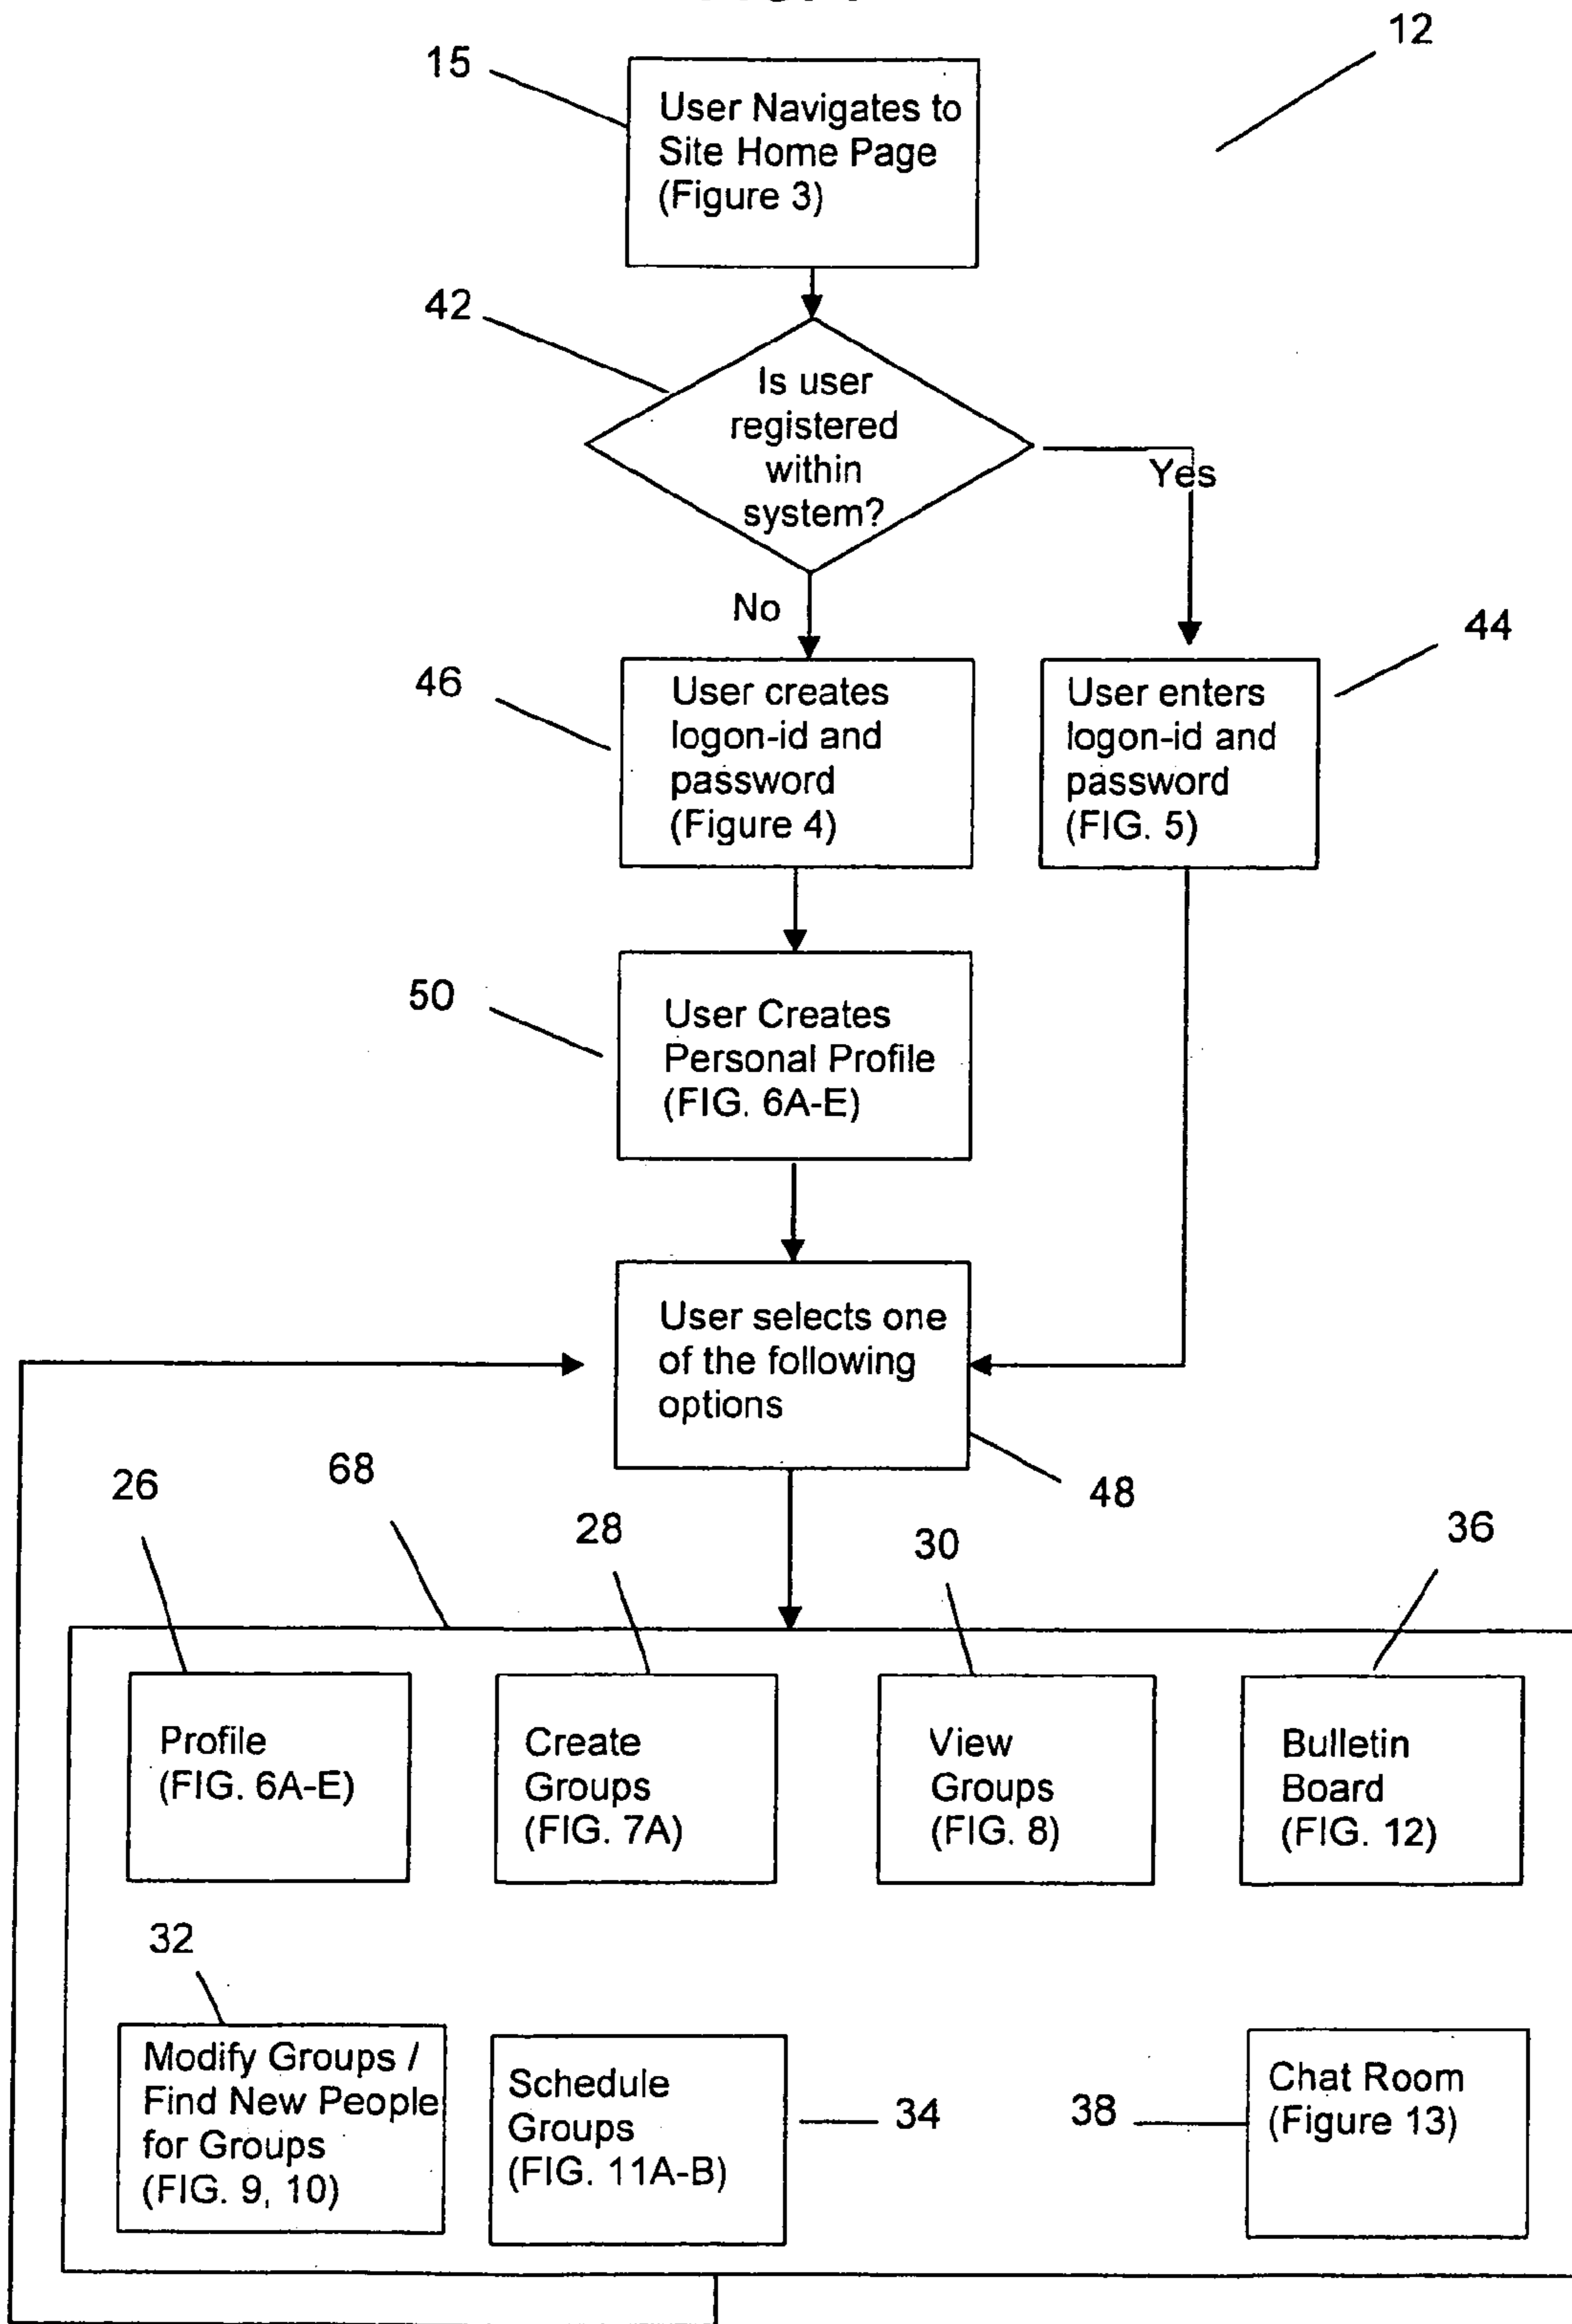 12
15
User Navigates to
Site Home Page
(Figure 3)
42
Is user
registered
within
system?
Yes
No
44
46
User creates
logon-id and
password
(Figure 4)
User enters
logon-id and
password
(FIG. 5)
50
User Creates
Personal Profile
(FIG. 6A-E)
User selects one
of the following
options
48
26
68
28
30
36
Profile
(FIG. 6A-E)
Create
Groups
(FIG. 7A)
View
Groups
(FIG. 8)
Bulletin
Board
(FIG. 12)
32
Modify Groups /
Find New People
for Groups
(FIG. 9, 10)
Schedule
Groups
(FIG. 11A-B)
34
38
Chat Room
(Figure 13)